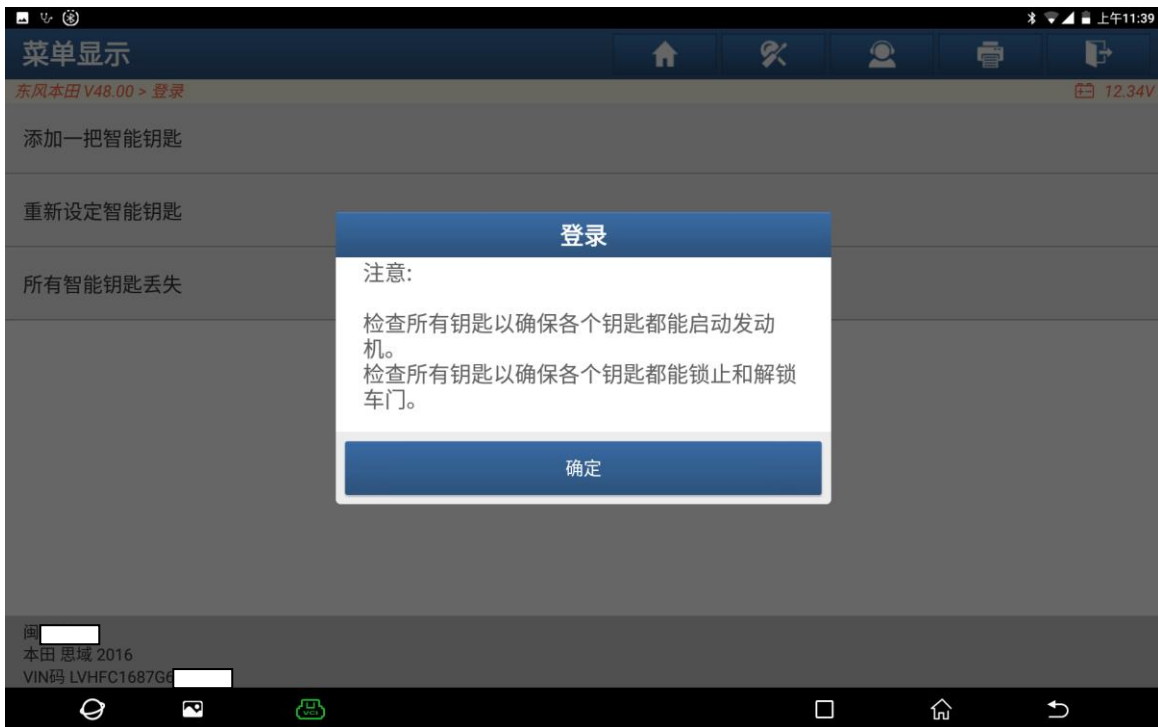 上午11:39
菜单显示
东风本田 V48.00 > 登录
12.34V
添加一把智能钥匙
重新设定智能钥匙
所有智能钥匙丢失
登录
注意:
检查所有钥匙以确保各个钥匙都能启动发动
机。
检查所有钥匙以确保各个钥匙都能锁止和解锁
车门。
确定
闽
本田 思域 2016
VIN码 LVHFC1687G6
VCI